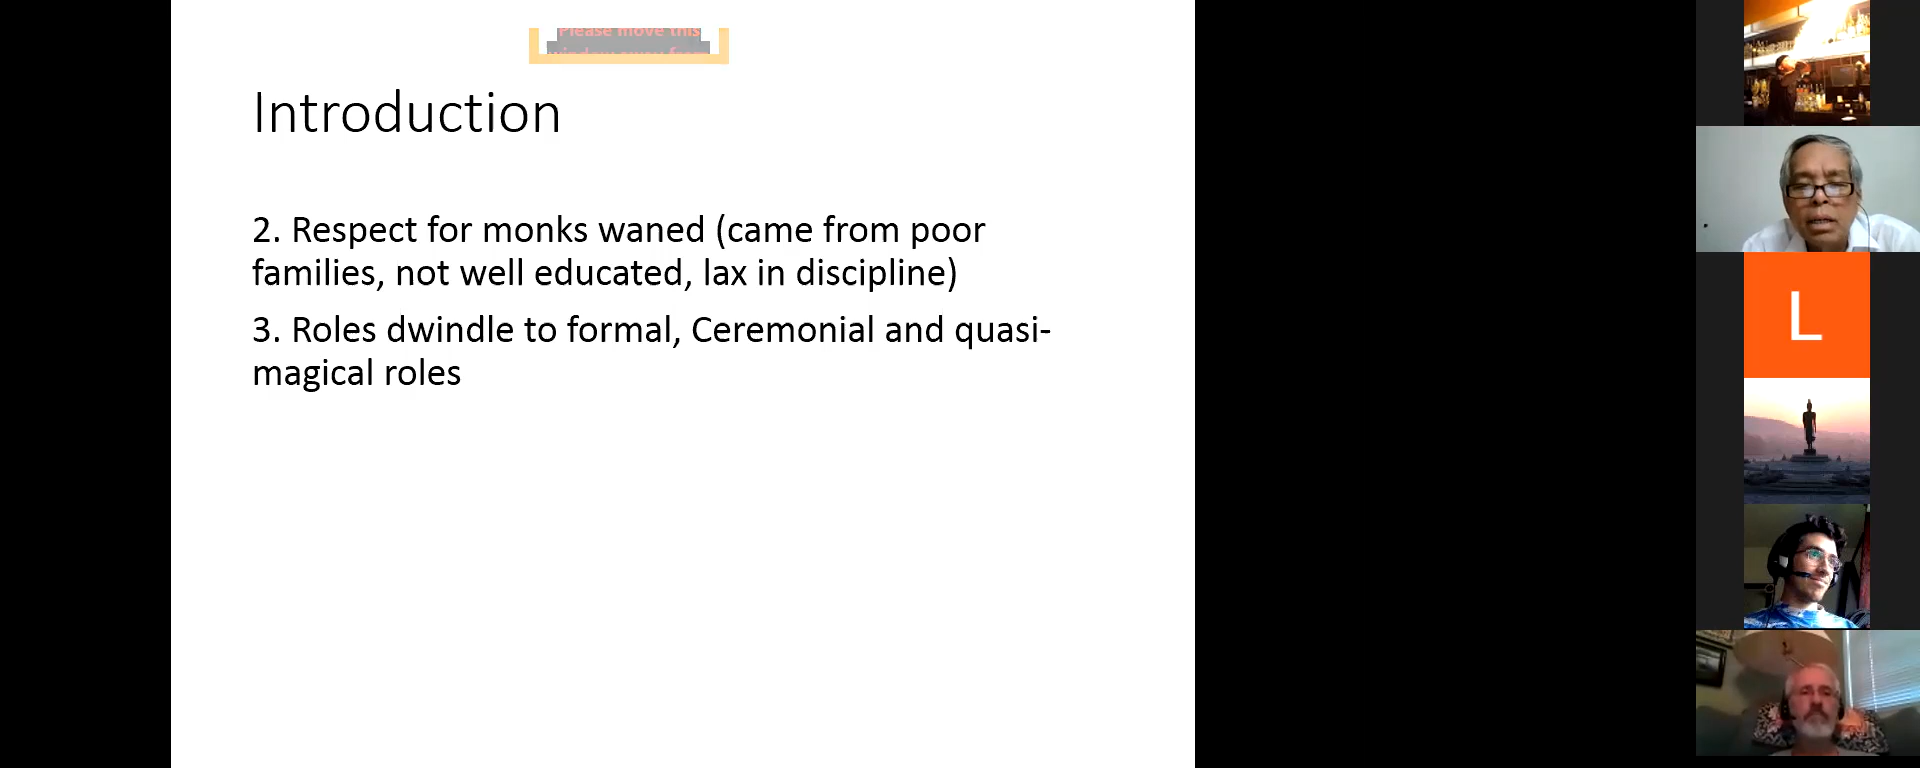 Please move this
Introduction
2. Respect for monks waned (came from poor
families, not well educated, lax in discipline)
3. Roles dwindle to formal, Ceremonial and quasi-
magical roles
L